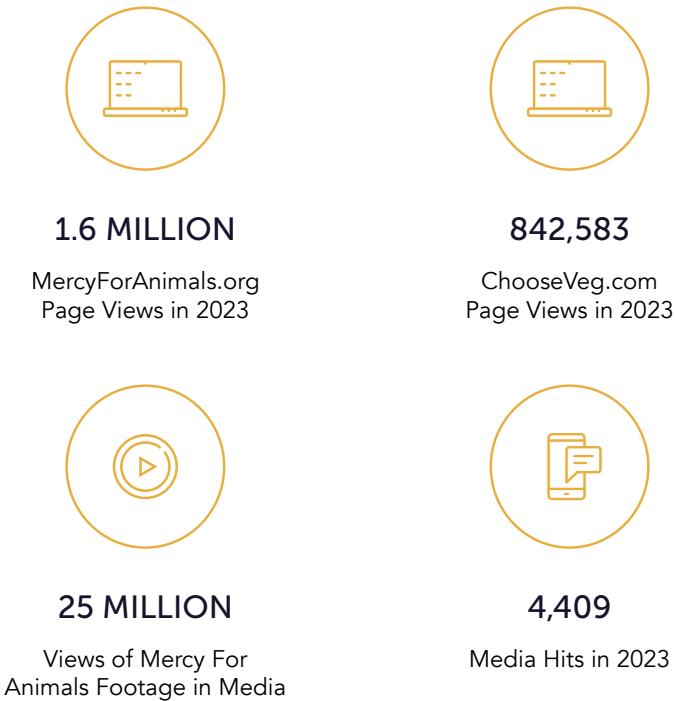 1.6 MILLION
MercyForAnimals.org
Page Views in 2023
842,583
ChooseVeg.com
Page Views in 2023
25 MILLION
Views of Mercy For
Animals Footage in Media
4,409
Media Hits in 2023